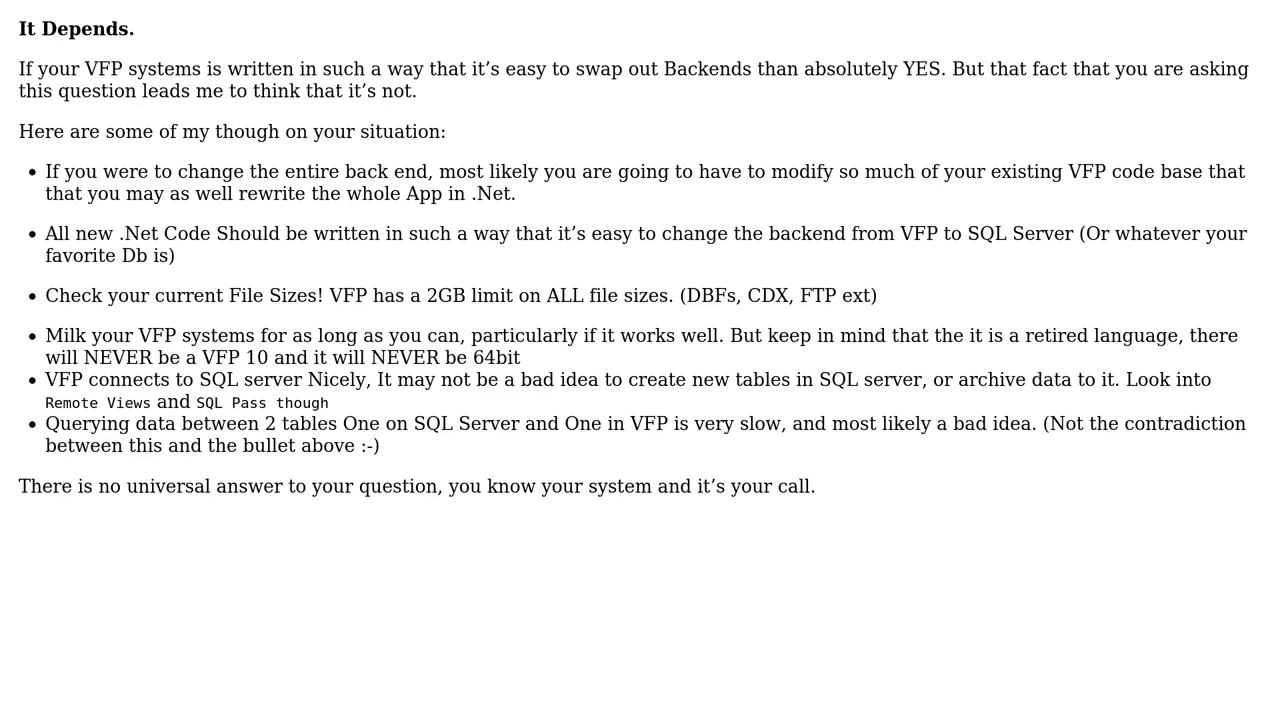 It Depends.
If your VFP systems is written in such a way that it’s easy to swap out Backends than absolutely YES. But that fact that you are asking
this question leads me to think that it’s not.
Here are some of my though on your situation:
• If you were to change the entire back end, most likely you are going to have to modify so much of your existing VFP code base that
that you may as well rewrite the whole App in .Net.
• All new .Net Code Should be written in such a way that it’s easy to change the backend from VFP to SQL Server (Or whatever your
favorite Db is)
• Check your current File Sizes! VFP has a 2GB limit on ALL file sizes. (DBFs, CDX, FTP ext)
• Milk your VFP systems for as long as you can, particularly if it works well. But keep in mind that the it is a retired language, there
will NEVER be a VFP 10 and it will NEVER be 64bit
• VFP connects to SQL server Nicely, It may not be a bad idea to create new tables in SQL server, or archive data to it. Look into
Remote Views and SQL Pass though
• Querying data between 2 tables One on SQL Server and One in VFP is very slow, and most likely a bad idea. (Not the contradiction
between this and the bullet above :-)
There is no universal answer to your question, you know your system and it’s your call.